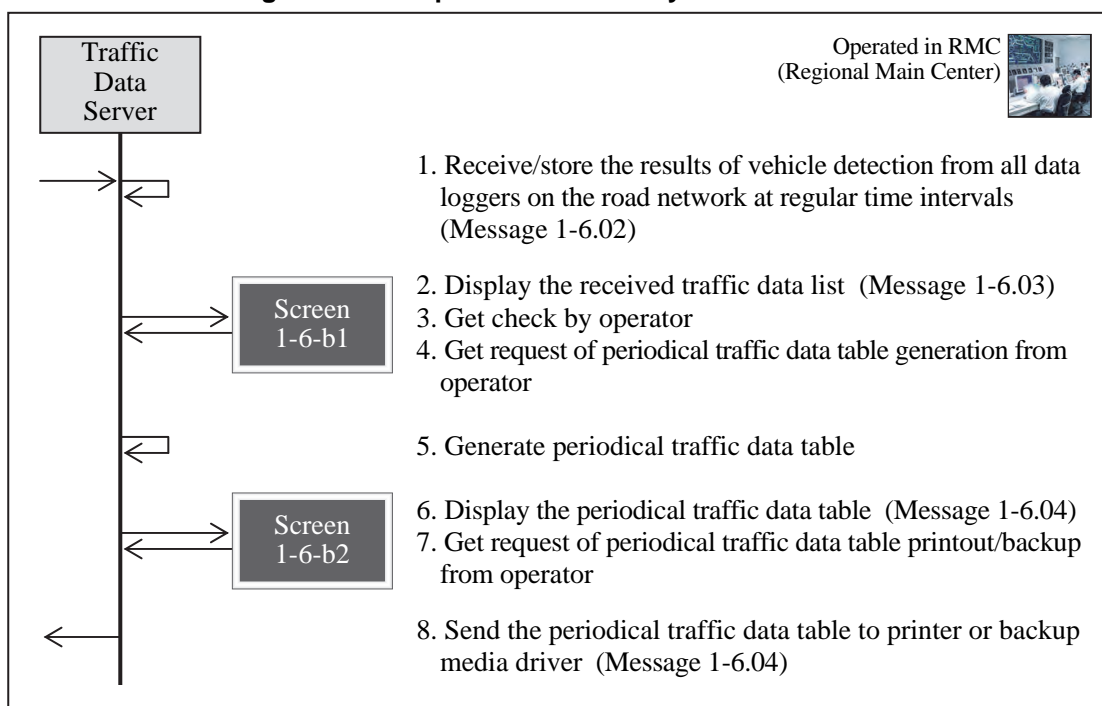 Traffic
Data
Server
Operated in RMC
(Regional Main Center)
1. Receive/store the results of vehicle detection from all data
loggers on the road network at regular time intervals
(Message 1-6.02)
Screen
1-6-b1
2. Display the received traffic data list (Message 1-6.03)
3. Get check by operator
4. Get request of periodical traffic data table generation from
operator
5. Generate periodical traffic data table
Screen
1-6-b2
6. Display the periodical traffic data table (Message 1-6.04)
7. Get request of periodical traffic data table printout/backup
from operator
8. Send the periodical traffic data table to printer or backup
media driver (Message 1-6.04)